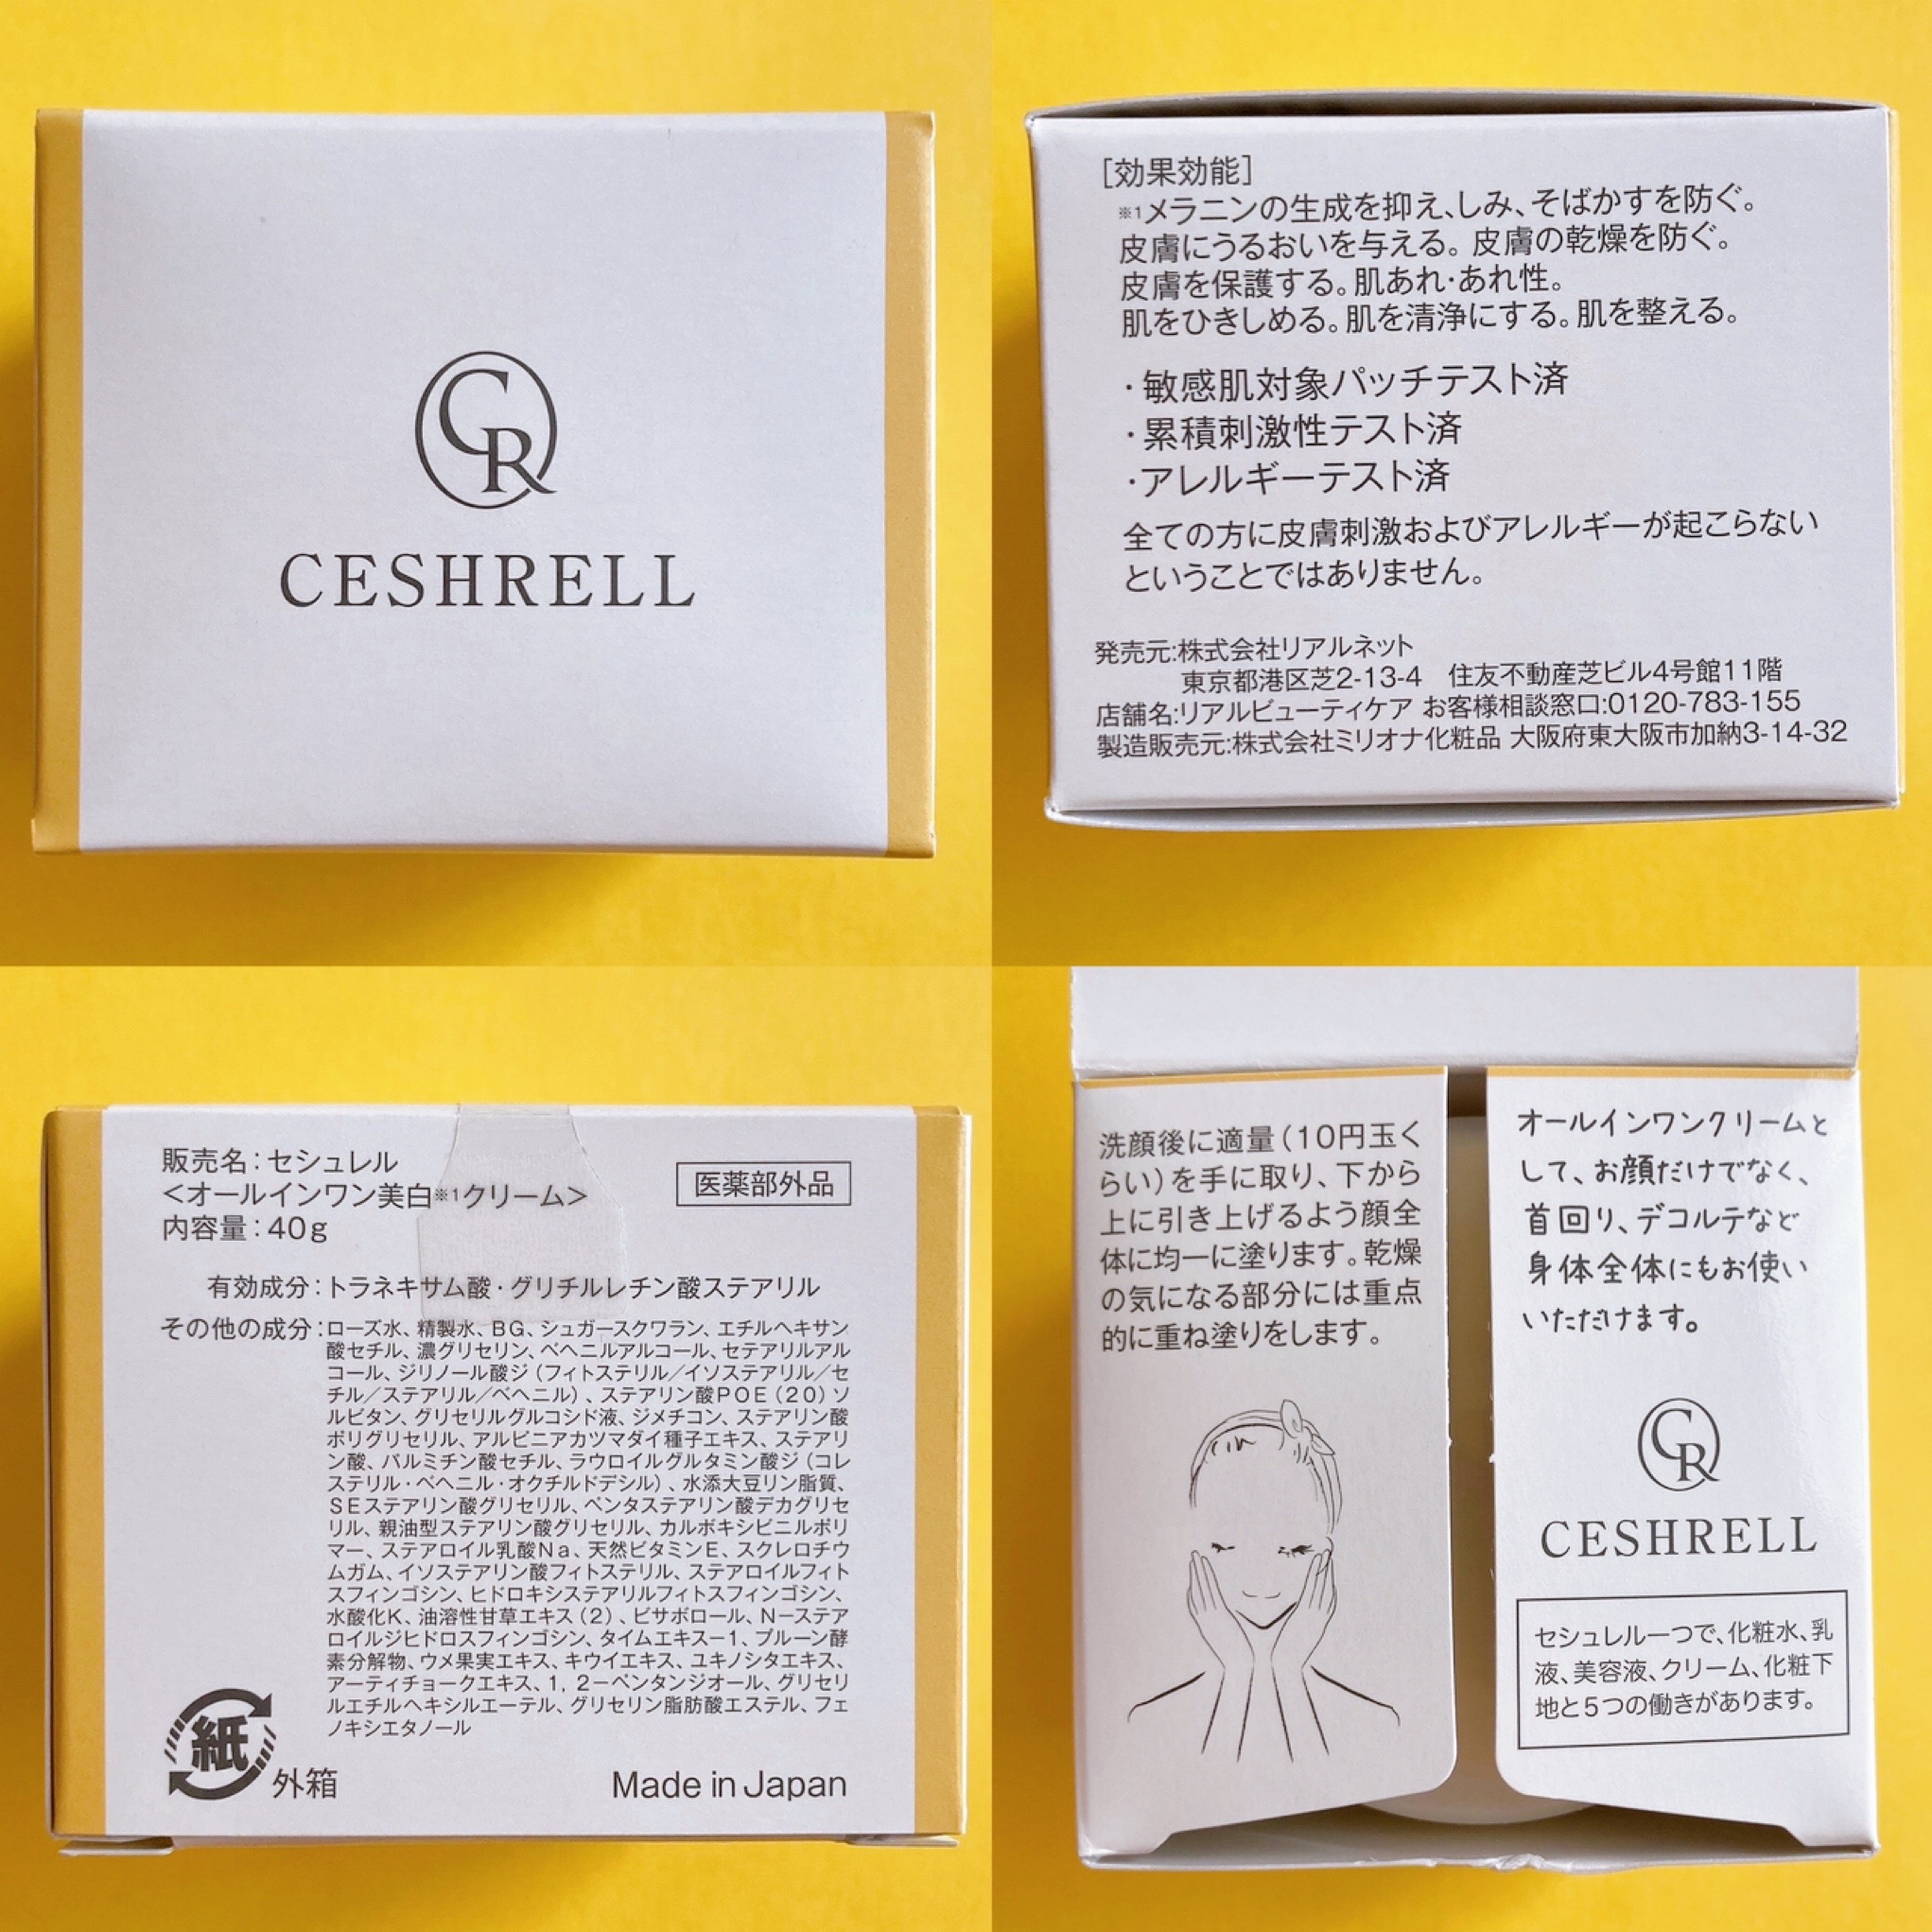 CR
CESHRELL
[効果効能]
※1メラニンの生成を抑え、しみ、そばかすを防ぐ。
皮膚にうるおいを与える。皮膚の乾燥を防ぐ。
皮膚を保護する。肌あれ・あれ性。
肌をひきしめる。肌を清浄にする。肌を整える。
・敏感肌対象パッチテスト済
・累積刺激性テスト済
・アレルギーテスト済
全ての方に皮膚刺激およびアレルギーが起こらない
ということではありません。
発売元:株式会社リアルネット
東京都港区芝2-13-4 住友不動産芝ビル4号館11階
店舗名:リアルビューティケア お客様相談窓口:0120-783-155
製造販売元:株式会社ミリオナ化粧品 大阪府東大阪市加納3-14-32
販売名:セシュレル
<オールインワン美白※1クリーム>
内容量:40g
医薬部外品
有効成分:トラネキサム酸・グリチルレチン酸ステアリル
その他の成分:ローズ水、精製水、BG、シュガースクワラン、エチルヘキサン
酸セチル、濃グリセリン、ベヘニルアルコール、セテアリルアル
コール、ジリノール酸ジ(フィトステリル/イソステアリル/セ
チル/ステアリル/ベヘニル)、ステアリン酸POE(20)ソ
ルビタン、グリセリルグルコシド液、ジメチコン、ステアリン酸
ポリグリセリル、アルピニアカツマダイ種子エキス、ステアリ
ン酸、パルミチン酸セチル、ラウロイルグルタミン酸ジ(コレ
ステリル・ベヘニル・オクチルドデシル)、水添大豆リン脂質、
SEステアリン酸グリセリル、ペンタステアリン酸デカグリセ
リル、親油型ステアリン酸グリセリル、カルボキシビニルポリ
マー、ステアロイル乳酸Na、天然ビタミンE、スクレロチウ
ムガム、イソステアリン酸フィトステリル、ステアロイルフィト
スフィンゴシン、ヒドロキシステアリルフィトスフィンゴシン、
水酸化K、油溶性甘草エキス(2)、ビサボロール、N-ステア
ロイルジヒドロスフィンゴシン、タイムエキス-1、プルーン酵
素分解物、ウメ果実エキス、キウイエキス、ユキノシタエキス、
アーティチョークエキス、1,2-ペンタンジオール、グリセリ
ルエチルヘキシルエーテル、グリセリン脂肪酸エステル、フェ
ノキシエタノール
紙
外箱
Made in Japan
洗顔後に適量(10円玉く
らい)を手に取り、下から
上に引き上げるよう顔全
体に均一に塗ります。乾燥
の気になる部分には重点
的に重ね塗りをします。
オールインワンクリームと
して、お顔だけでなく、
首回り、デコルテなど
身体全体にもお使い
いただけます。
CR
CESHRELL
セシュレル一つで、化粧水、乳
液、美容液、クリーム、化粧下
地と5つの働きがあります。